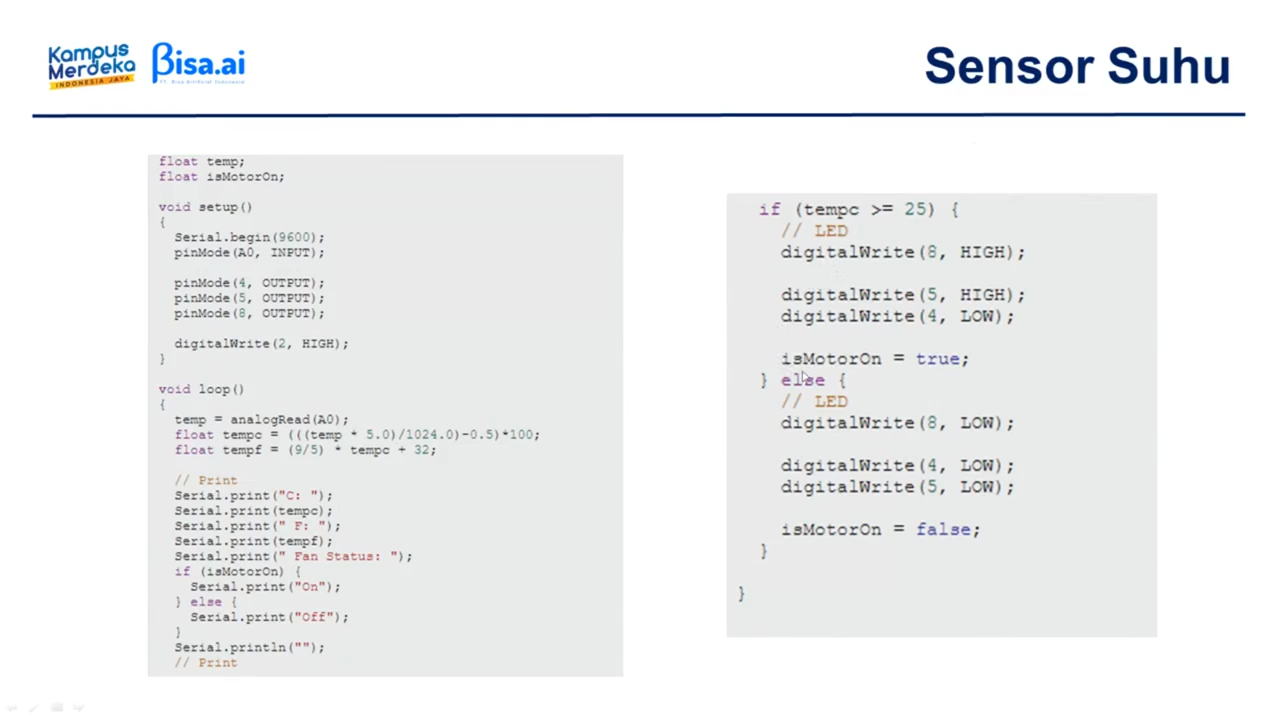 Kampus
Merdeka
INDONESIA JAYA
Bisa.ai
Sensor Suhu
float temp;
float isMotorOn;
void setup()
{
Serial.begin(9600);
pinMode(A0, INPUT);
pinMode(4, OUTPUT);
pinMode(5, OUTPUT);
pinMode(8, OUTPUT);
digitalWrite(2, HIGH);
}
void loop()
{
temp = analogRead(A0);
float tempc = (((temp * 5.0)/1024.0)-0.5)*100;
float tempf = (9/5) * tempc + 32;
// Print
Serial.print("C: ");
Serial.print(tempc);
Serial.print(" F: ");
Serial.print(tempf);
Serial.print(" Fan Status: ");
if (isMotorOn) {
Serial.print("On");
} else {
Serial.print("Off");
}
Serial.println("");
// Print
if (tempc >= 25) {
// LED
digitalWrite(8, HIGH);
digitalWrite(5, HIGH);
digitalWrite(4, LOW);
isMotorOn = true;
} else {
// LED
digitalWrite(8, LOW);
digitalWrite(4, LOW);
digitalWrite(5, LOW);
isMotorOn = false;
}
}